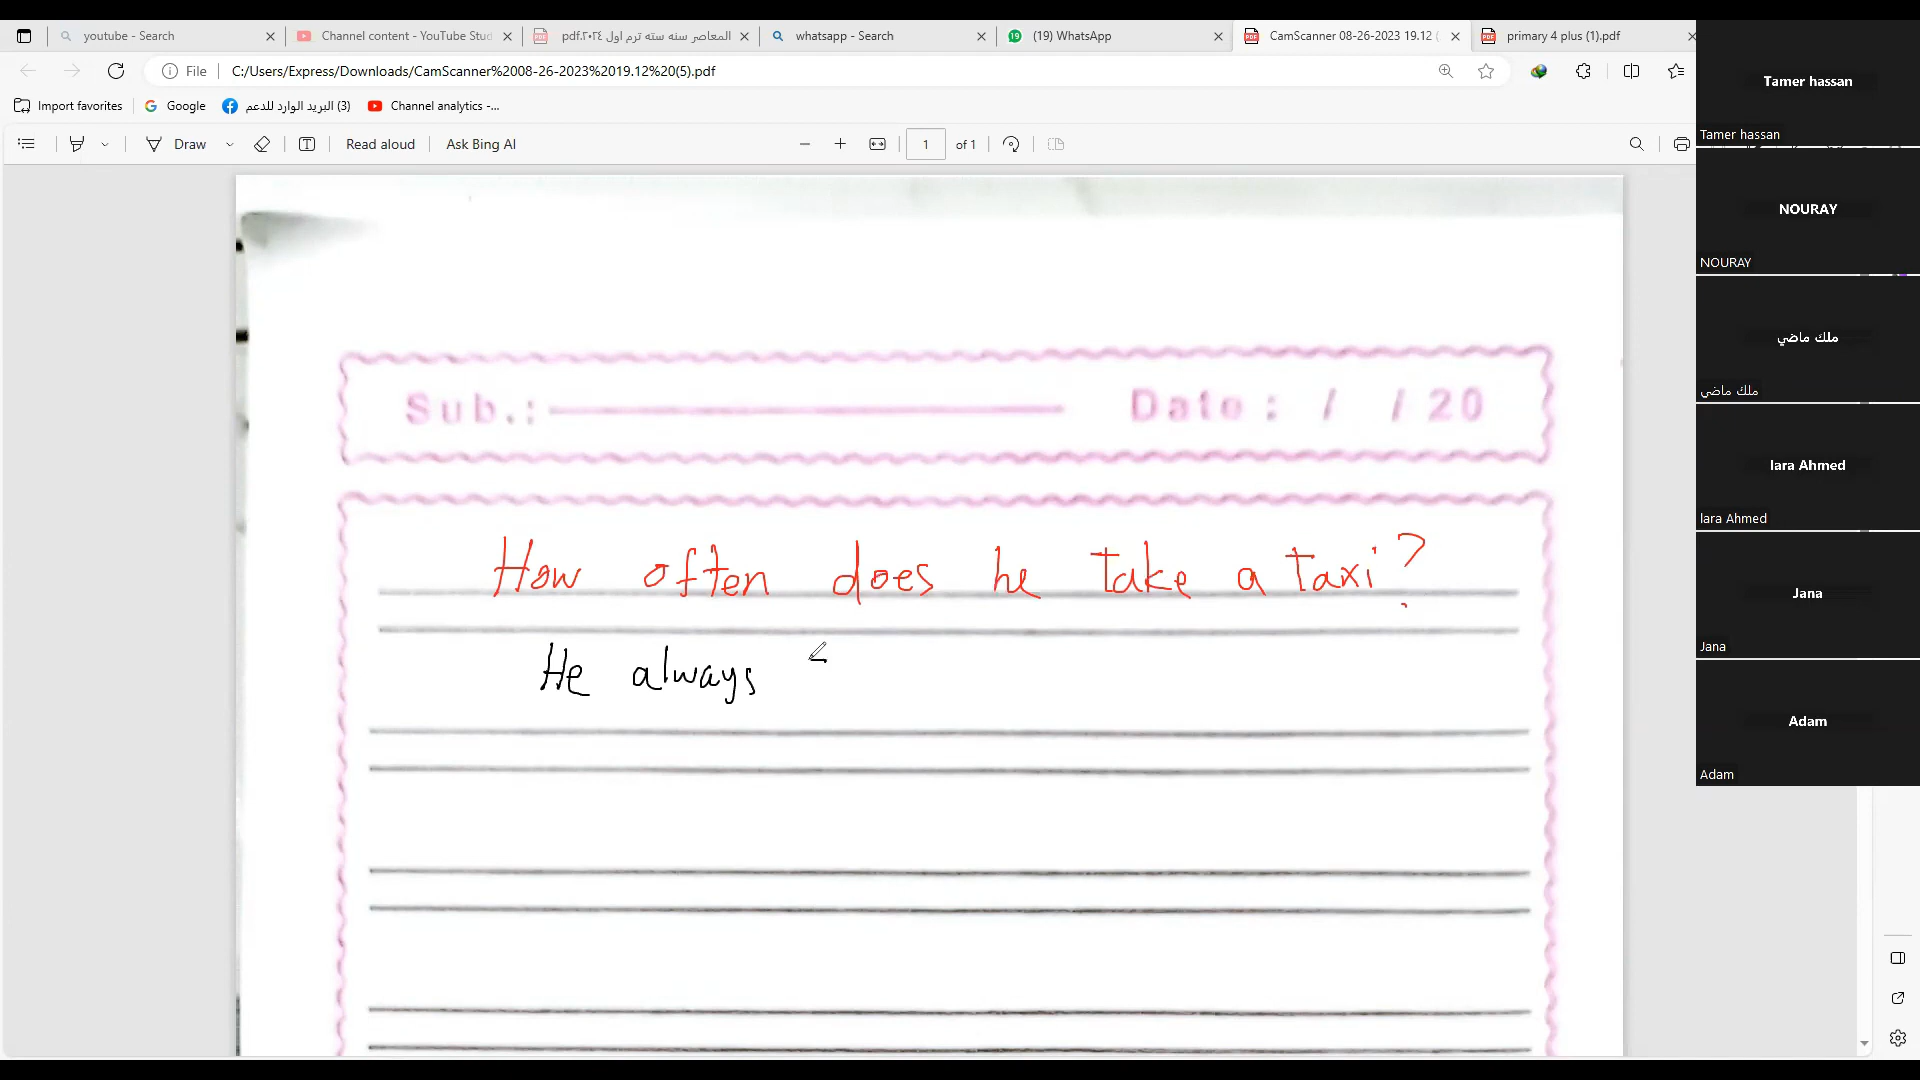 youtube - Search
Channel content - YouTube Stud
المعاصر سنه سته ترم اول ٢٠٢٤.pdf
whatsapp - Search
(19) WhatsApp
CamScanner 08-26-2023 19.12 (
primary 4 plus (1).pdf
File
C:/Users/Express/Downloads/CamScanner%2008-26-2023%2019.12%20(5).pdf
Import favorites
Google
(3) البريد الوارد للدعم
Channel analytics -...
Draw
Read aloud
Ask Bing AI
1 of 1
Sub.:
Date: / /20
How often does he take a taxi?
He always
Tamer hassan
Tamer hassan
NOURAY
NOURAY
ملك ماضي
ملك ماضي
lara Ahmed
lara Ahmed
Jana
Jana
Adam
Adam